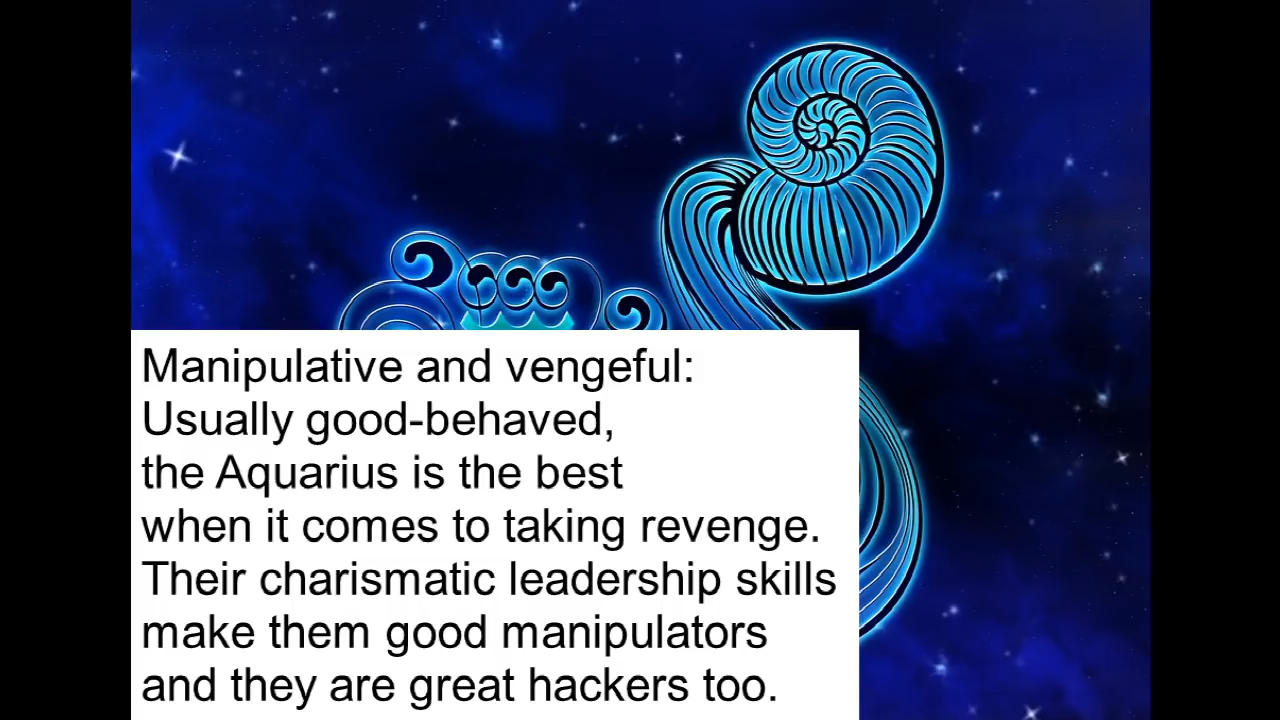 Manipulative and vengeful:
Usually good-behaved,
the Aquarius is the best
when it comes to taking revenge.
Their charismatic leadership skills
make them good manipulators
and they are great hackers too.